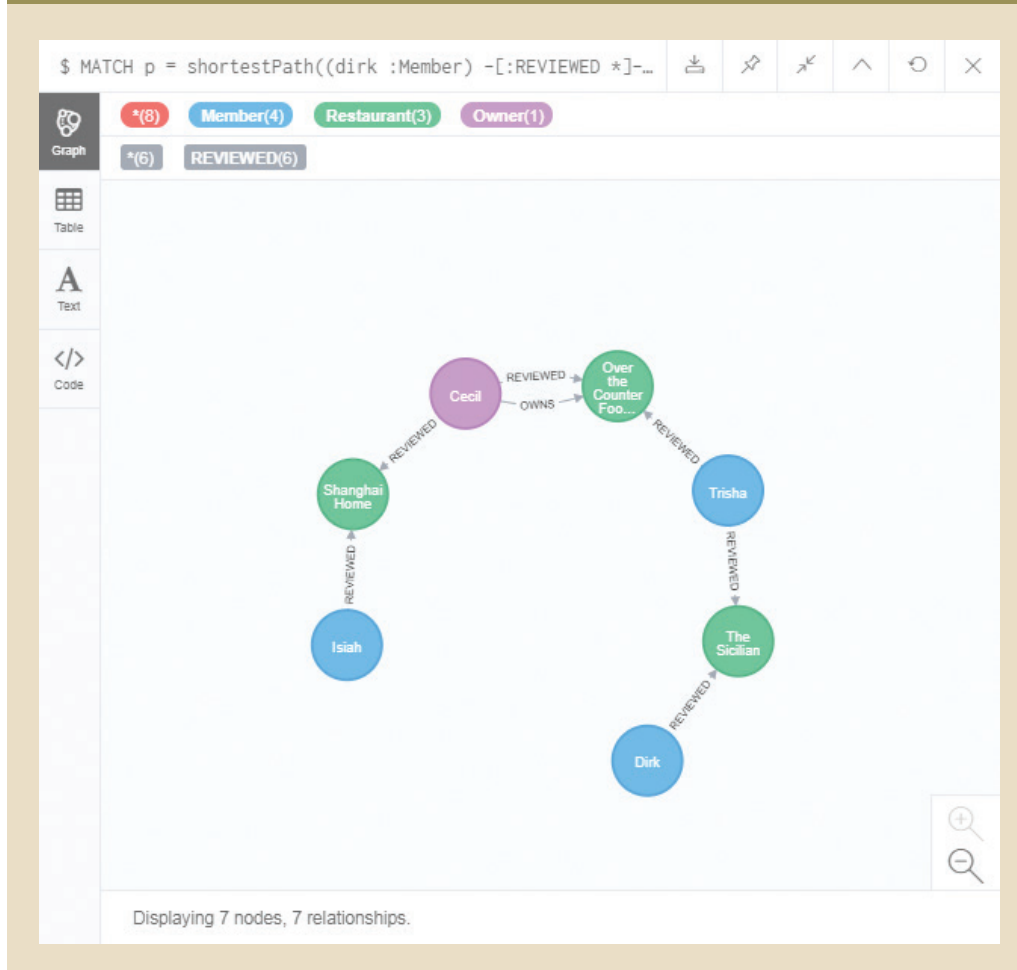 $ MATCH p = shortestPath((dirk :Member) -[:REVIEWED *]-…
Graph
*(8) Member(4) Restaurant(3) Owner(1)
*(6) REVIEWED(6)
Table
A
Text
</>
Code
Cecil
REVIEWED
OWNS
Over
the
Counter
Foo...
REVIEWED
Shanghai
Home
REVIEWED
Trisha
REVIEWED
REVIEWED
Isiah
The
Sicilian
REVIEWED
Dirk
Displaying 7 nodes, 7 relationships.